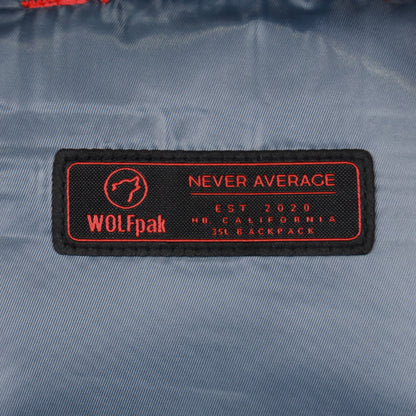 WOLFpak
NEVER AVERAGE
EST 2020
HB, CALIFORNIA
35L BACKPACK